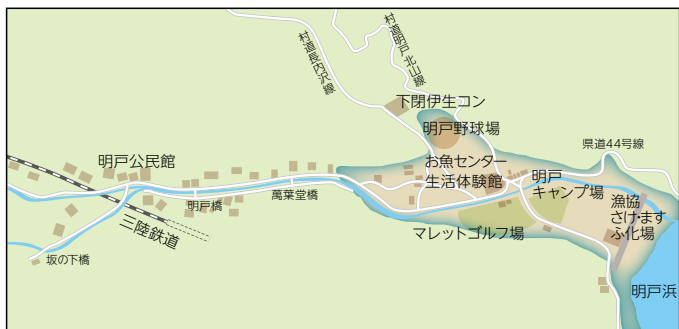 村道長内沢線
村道明戸北山線
下閉伊生コン
明戸野球場
県道44号線
お魚センター
生活体験館
明戸公民館
明戸
キャンプ場
萬葉堂橋
明戸橋
漁協
さけ・ます
ふ化場
三陸鉄道
マレットゴルフ場
坂の下橋
明戸浜